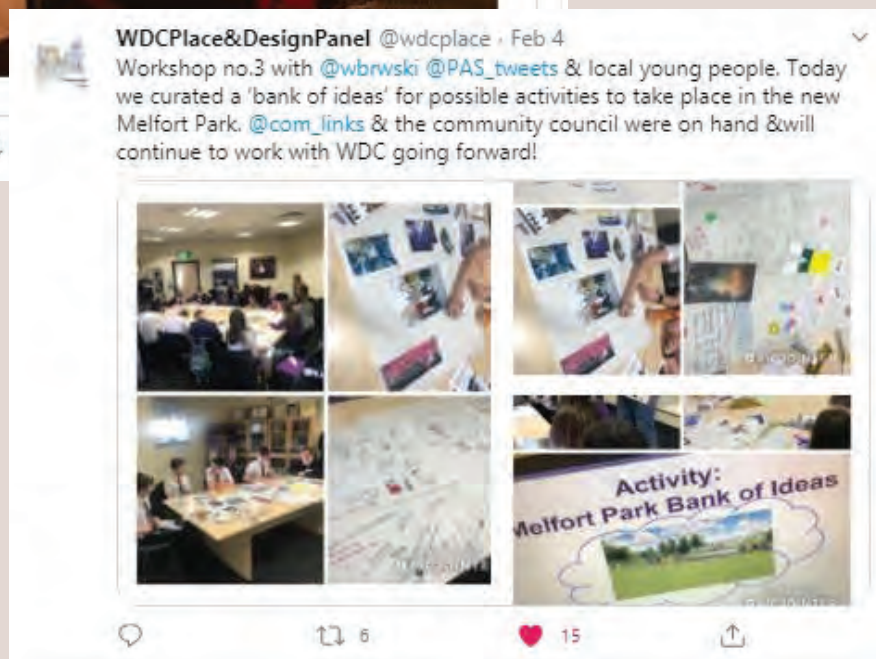 WDCPlace&DesignPanel @wdcplace · Feb 4
Workshop no.3 with @wbrwski @PAS_tweets & local young people. Today
we curated a 'bank of ideas' for possible activities to take place in the new
Melfort Park. @com_links & the community council were on hand &will
continue to work with WDC going forward!
Activity:
Melfort Park Bank of Ideas
6
15